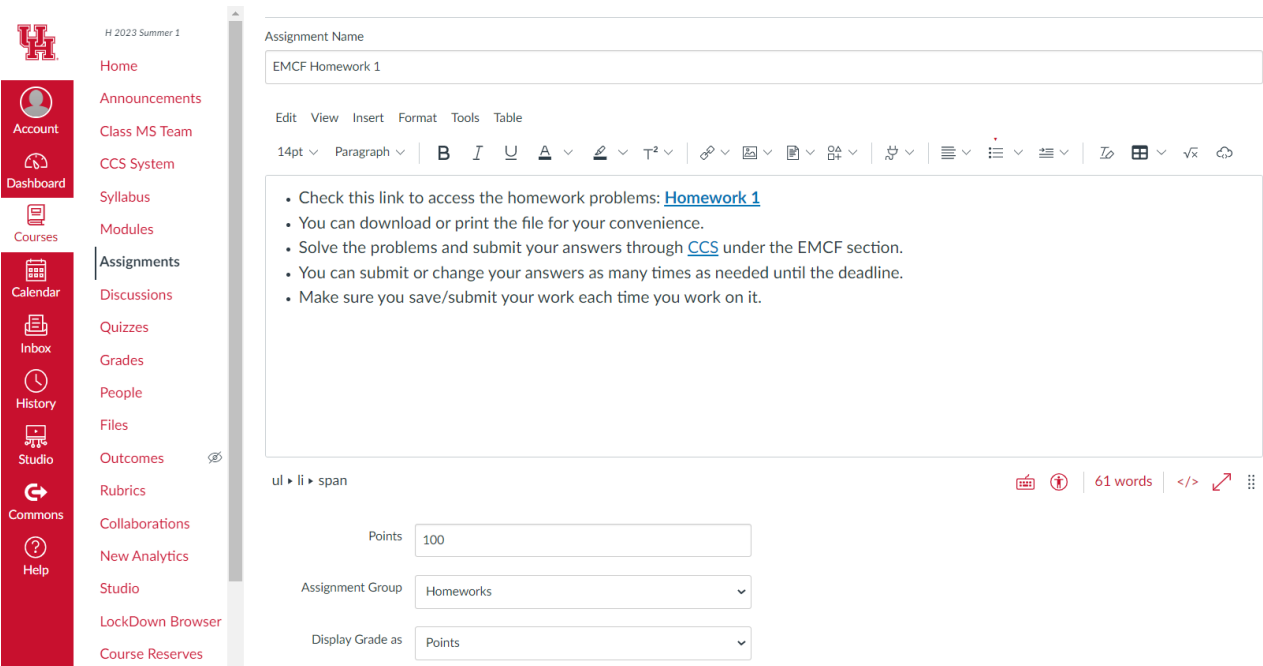 UH
Account
Dashboard
Courses
Calendar
Inbox
History
Studio
Commons
Help
H 2023 Summer 1
Home
Announcements
Class MS Team
CCS System
Syllabus
Modules
Assignments
Discussions
Quizzes
Grades
People
Files
Outcomes
Rubrics
Collaborations
New Analytics
Studio
LockDown Browser
Course Reserves
Assignment Name
EMCF Homework 1
Edit View Insert Format Tools Table
14pt Paragraph B I U A T² √x
• Check this link to access the homework problems: Homework 1
• You can download or print the file for your convenience.
• Solve the problems and submit your answers through CCS under the EMCF section.
• You can submit or change your answers as many times as needed until the deadline.
• Make sure you save/submit your work each time you work on it.
ul ▸ li ▸ span
61 words </>
Points 100
Assignment Group Homeworks
Display Grade as Points